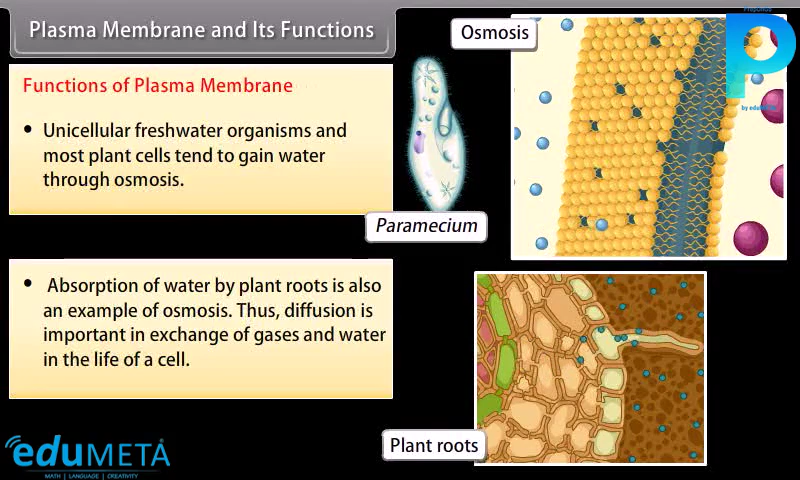 Plasma Membrane and Its Functions
Osmosis
by edumeta
Functions of Plasma Membrane
• Unicellular freshwater organisms and
most plant cells tend to gain water
through osmosis.
Paramecium
• Absorption of water by plant roots is also
an example of osmosis. Thus, diffusion is
important in exchange of gases and water
in the life of a cell.
Plant roots
eduMETA
MATH | LANGUAGE | CREATIVITY